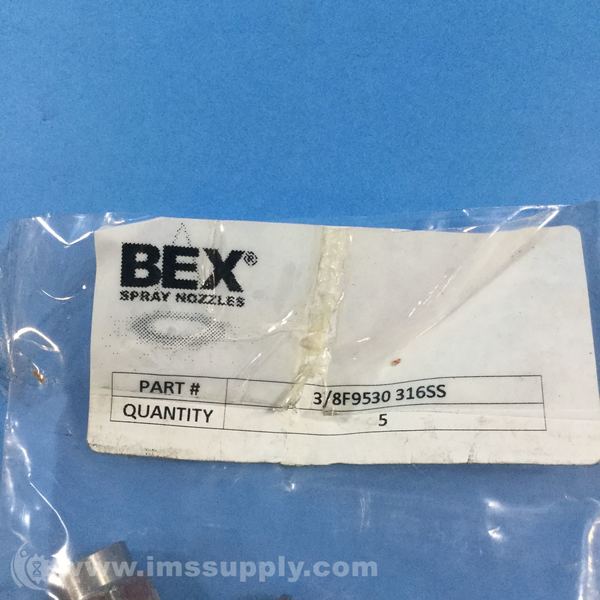 BEX®
SPRAY NOZZLES
PART # 3/8F9530 316SS
QUANTITY 5
www.imssupply.com